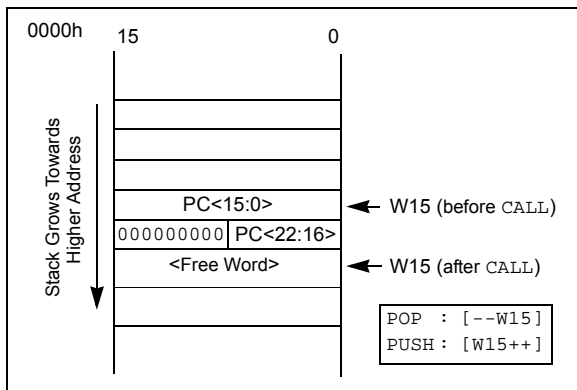 0000h
15 0
Stack Grows Towards
Higher Address
PC<15:0>
W15 (before CALL)
000000000 PC<22:16>
<Free Word>
W15 (after CALL)
POP : [--W15]
PUSH : [W15++]